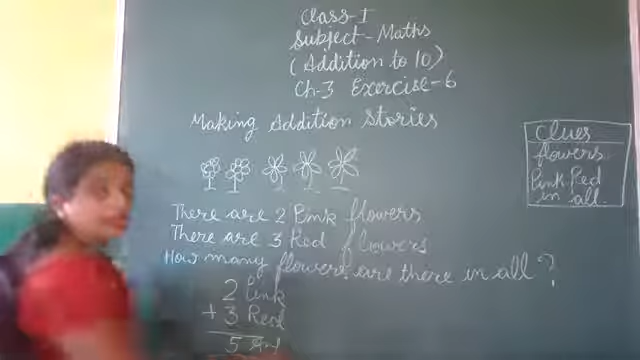 Class-I
Subject-Maths
(Addition to 10)
Ch-3 Exercise-6
Making Addition Stories
There are 2 Pink flowers
There are 3 Red flowers
How many flowers are there in all?
2 Pink
+ 3 Red
5
Clues
flowers
Pink Red
in all